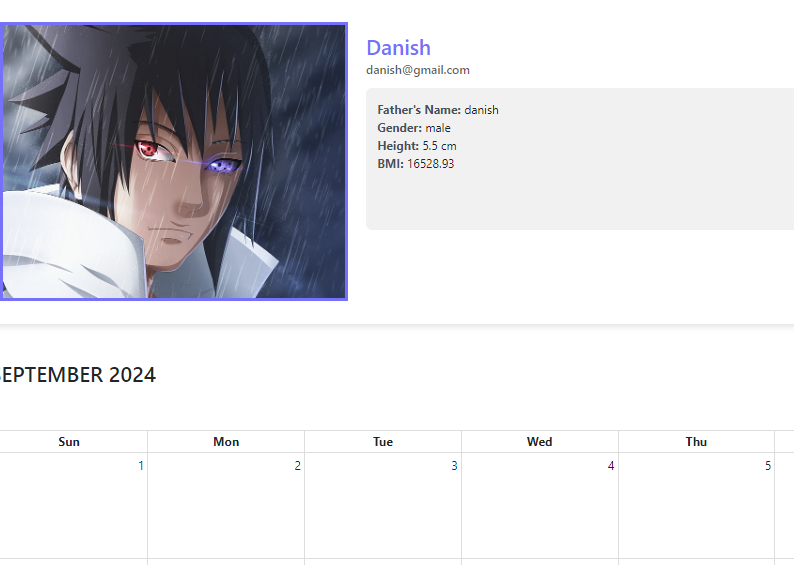 Danish
danish@gmail.com
Father's Name: danish
Gender: male
Height: 5.5 cm
BMI: 16528.93
SEPTEMBER 2024
Sun Mon Tue Wed Thu
1 2 3 4 5